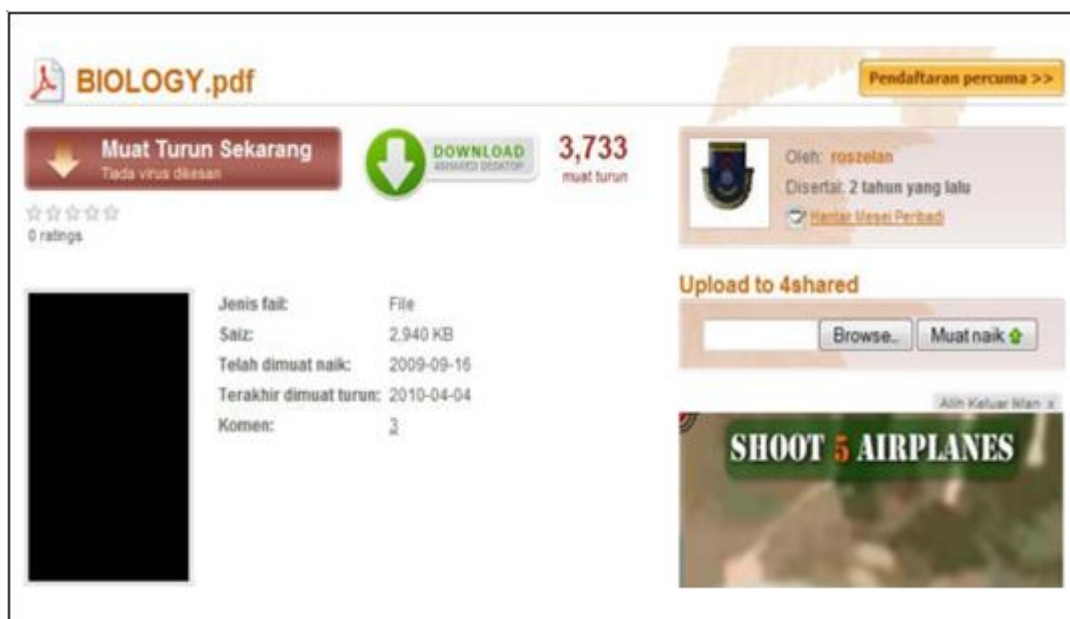 BIOLOGY.pdf
Pendaftaran percuma >>
Muat Turun Sekarang
Tiada virus dikesan
DOWNLOAD
4SHARED DESKTOP
3,733
muat turun
0 ratings
Oleh: roszelan
Disertai: 2 tahun yang lalu
Hantar Mesej Peribadi
Jenis fail: File
Saiz: 2,940 KB
Telah dimuat naik: 2009-09-16
Terakhir dimuat turun: 2010-04-04
Komen: 3
Upload to 4shared
Browse.. Muat naik
Alih Keluar Iklan x
SHOOT 5 AIRPLANES